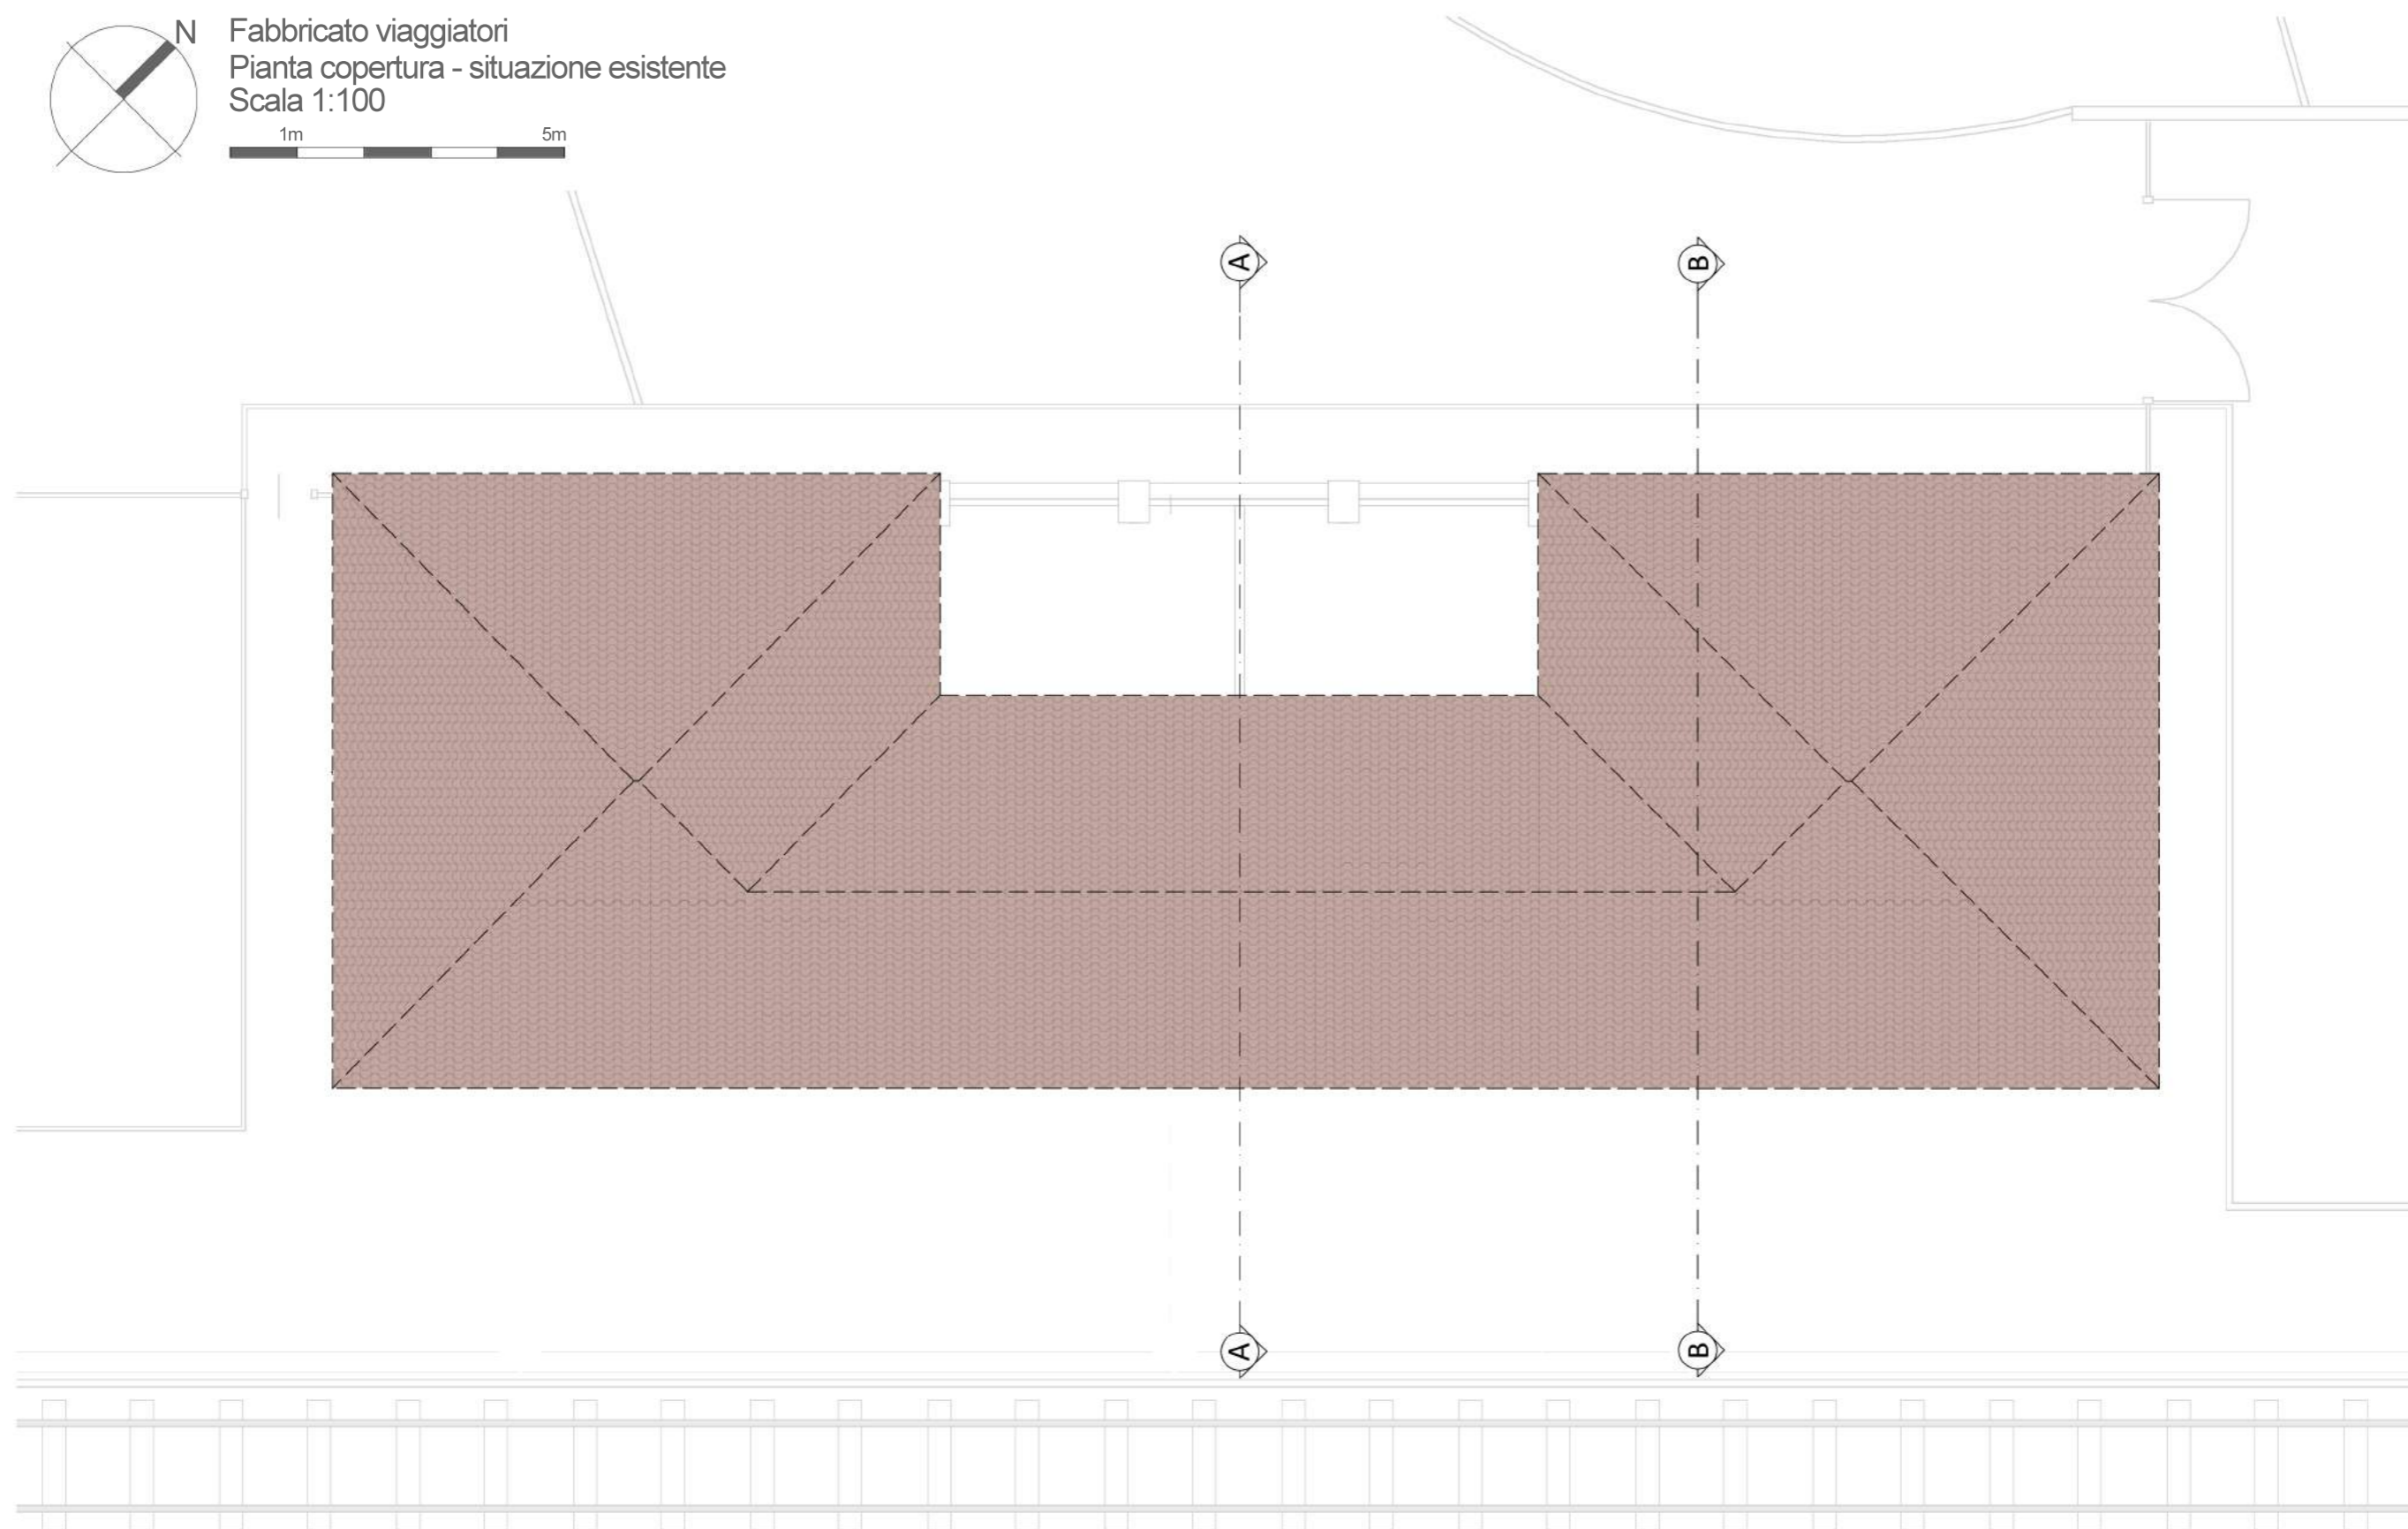 N
Fabbricato viaggiatori
Pianta copertura - situazione esistente
Scala 1:100
1m 5m
A B
A B